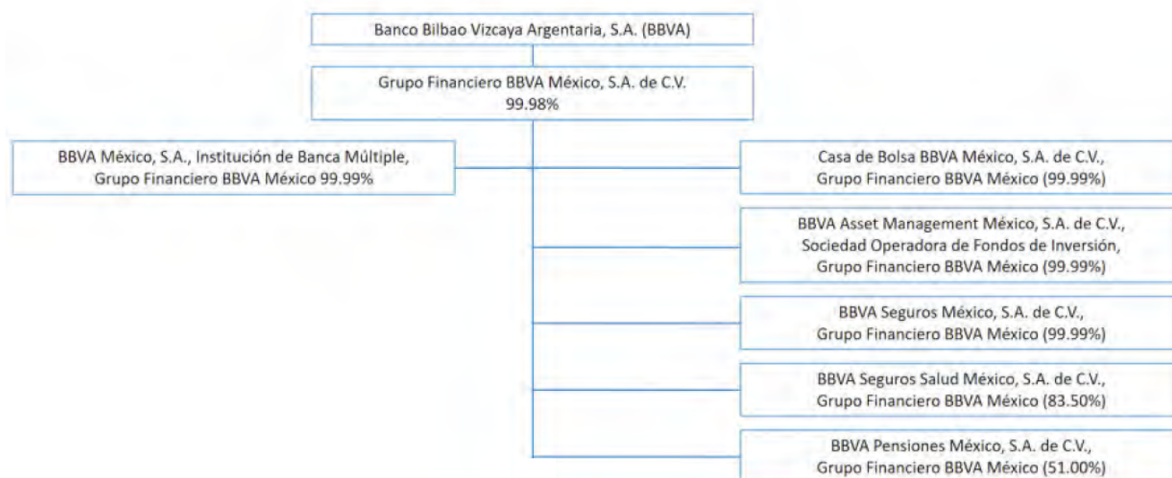 Banco Bilbao Vizcaya Argentaria, S.A. (BBVA)
Grupo Financiero BBVA México, S.A. de C.V.
99.98%
BBVA México, S.A., Institución de Banca Múltiple,
Grupo Financiero BBVA México 99.99%
Casa de Bolsa BBVA México, S.A. de C.V.,
Grupo Financiero BBVA México (99.99%)
BBVA Asset Management México, S.A. de C.V.,
Sociedad Operadora de Fondos de Inversión,
Grupo Financiero BBVA México (99.99%)
BBVA Seguros México, S.A. de C.V.,
Grupo Financiero BBVA México (99.99%)
BBVA Seguros Salud México, S.A. de C.V.,
Grupo Financiero BBVA México (83.50%)
BBVA Pensiones México, S.A. de C.V.,
Grupo Financiero BBVA México (51.00%)